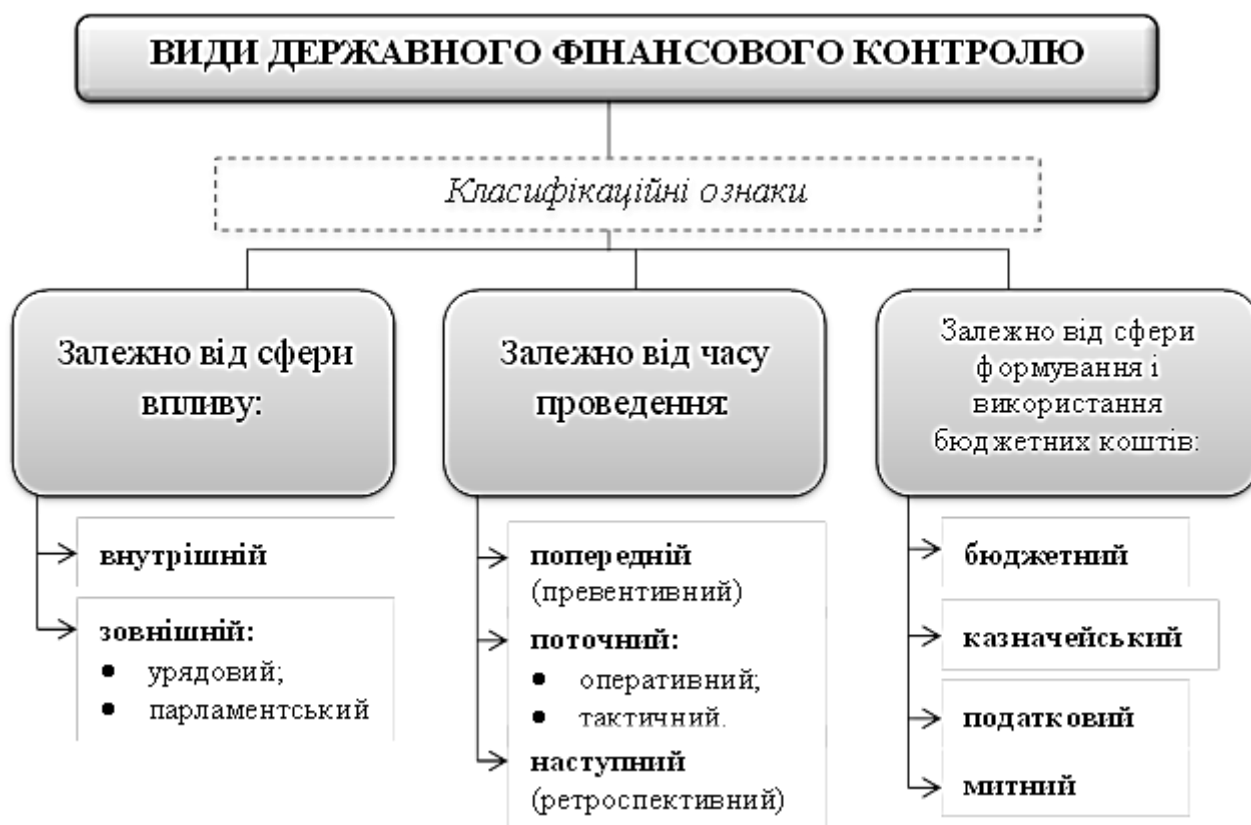 ВИДИ ДЕРЖАВНОГО ФІНАНСОВОГО КОНТРОЛЮ
Класифікаційні ознаки
Залежно від сфери
впливу:
внутрішній
зовнішній:
• урядовий;
• парламентський
Залежно від часу
проведення:
попередній
(превентивний)
поточний:
• оперативний;
• тактичний.
наступний
(ретроспективний)
Залежно від сфери
формування і
використання
бюджетних коштів:
бюджетний
казначейський
податковий
митний